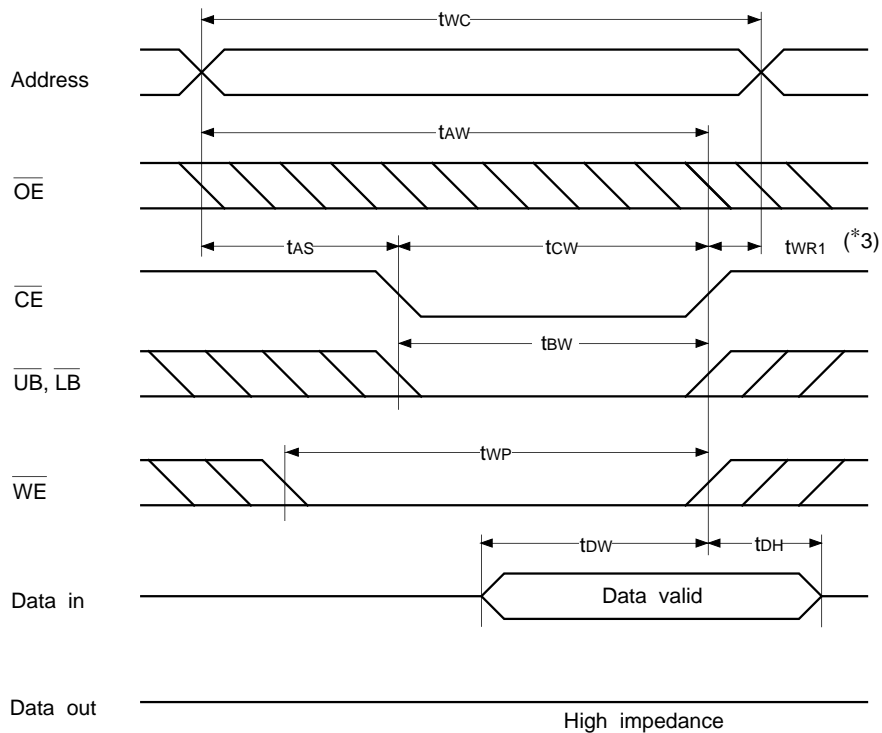 tWC
Address
tAW
OE
tAS tCW tWR1 (*3)
CE
tBW
UB, LB
tWP
WE
tDW tDH
Data in Data valid
Data out
High impedance